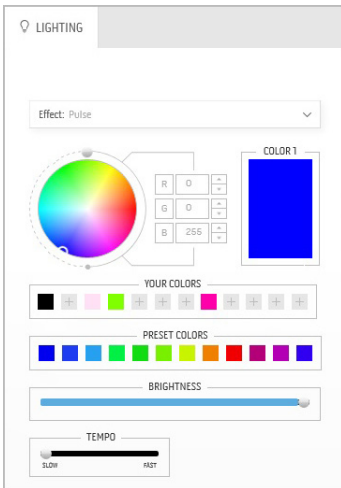 LIGHTING
Effect: Pulse
COLOR 1
R 0
G 0
B 255
YOUR COLORS
PRESET COLORS
BRIGHTNESS
TEMPO
SLOW FAST